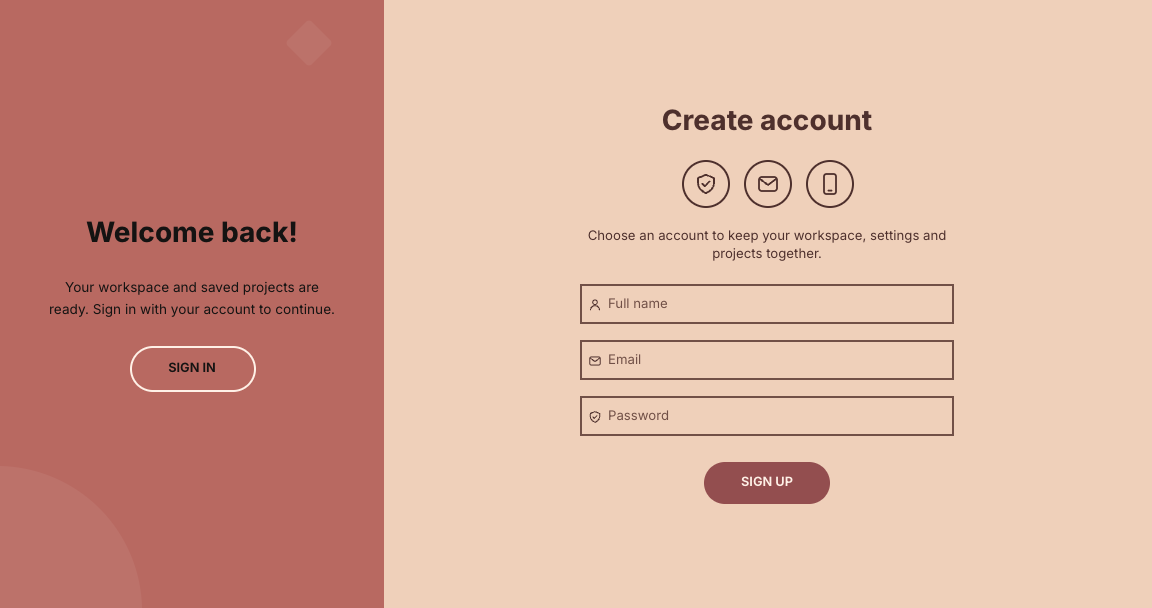 Welcome back!
Your workspace and saved projects are
ready. Sign in with your account to continue.
SIGN IN
Create account
Choose an account to keep your workspace, settings and
projects together.
Full name
Email
Password
SIGN UP